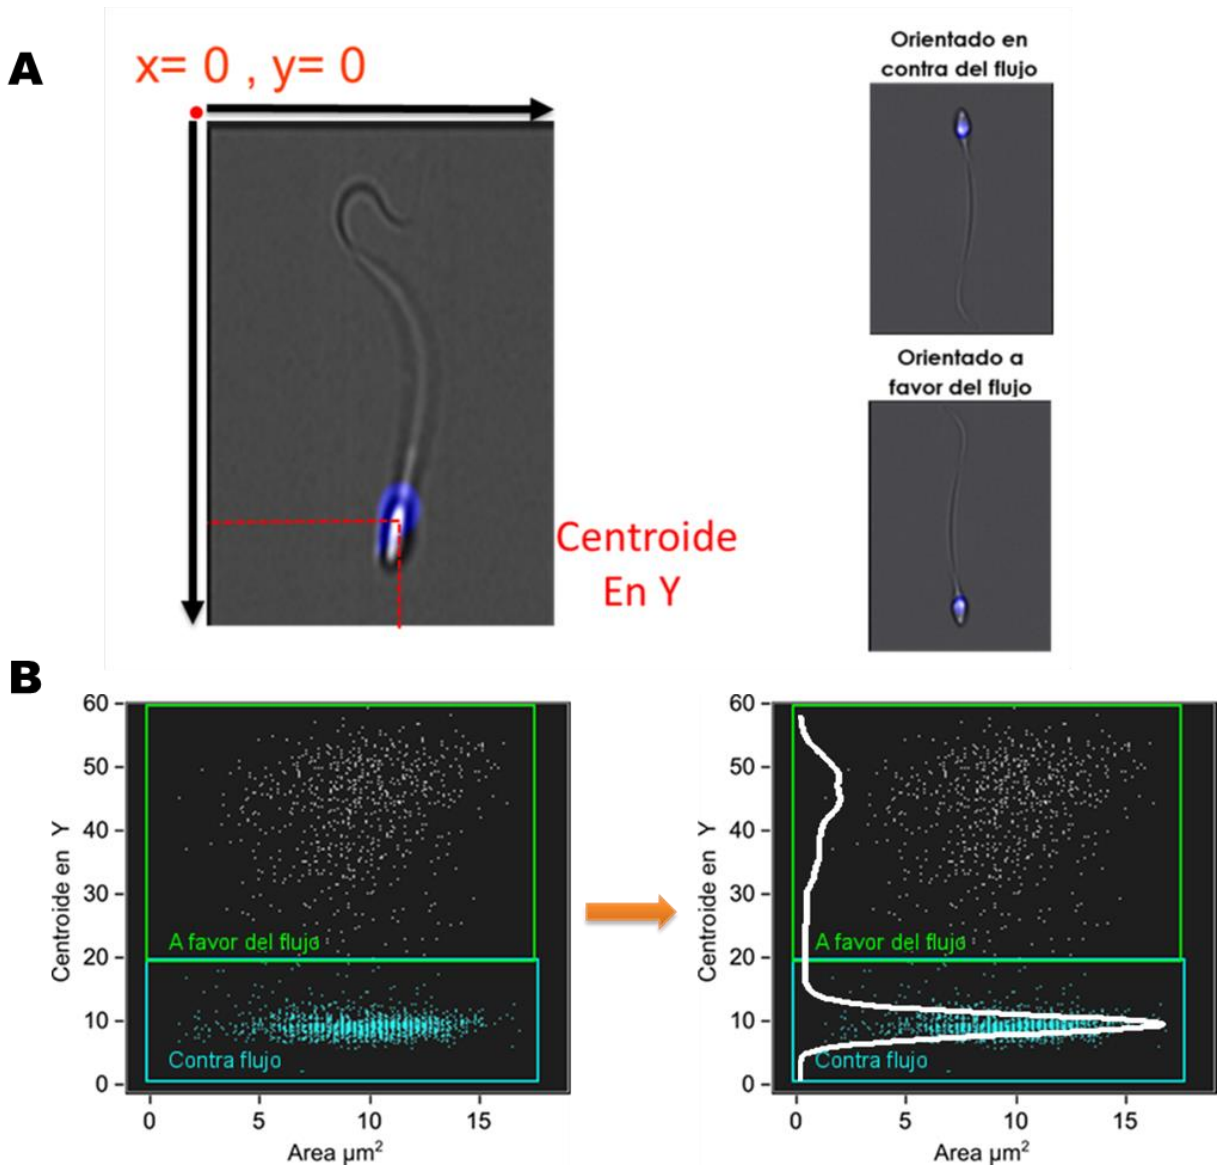 A
x= 0 , y= 0
Centroide
En Y
Orientado en
contra del flujo
Orientado a
favor del flujo
B
60
50
40
30
20
10
0
Centroide en Y
A favor del flujo
Contra flujo
0 5 10 15
Area µm²
60
50
40
30
20
10
0
Centroide en Y
A favor del flujo
Contra flujo
0 5 10 15
Area µm²